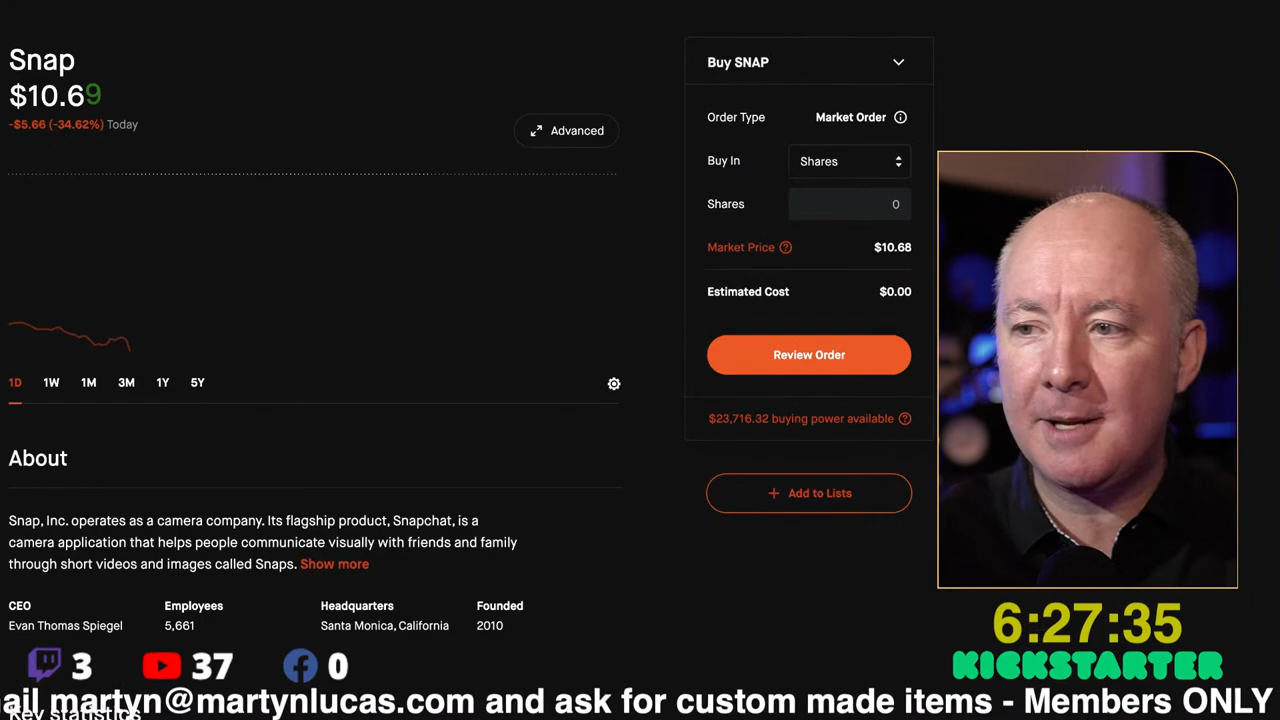 Snap
$10.69
-$5.66 (-34.62%) Today
Advanced
1D 1W 1M 3M 1Y 5Y
About
Snap, Inc. operates as a camera company. Its flagship product, Snapchat, is a
camera application that helps people communicate visually with friends and family
through short videos and images called Snaps. Show more
CEO Employees Headquarters Founded
Evan Thomas Spiegel 5,661 Santa Monica, California 2010
Buy SNAP
Order Type Market Order
Buy In Shares
Shares 0
Market Price $10.68
Estimated Cost $0.00
Review Order
$23,716.32 buying power available
+ Add to Lists
6:27:35
KICKSTARTER
3 37 0
ail martyn@martynlucas.com and ask for custom made items - Members ONLY
Key statistics